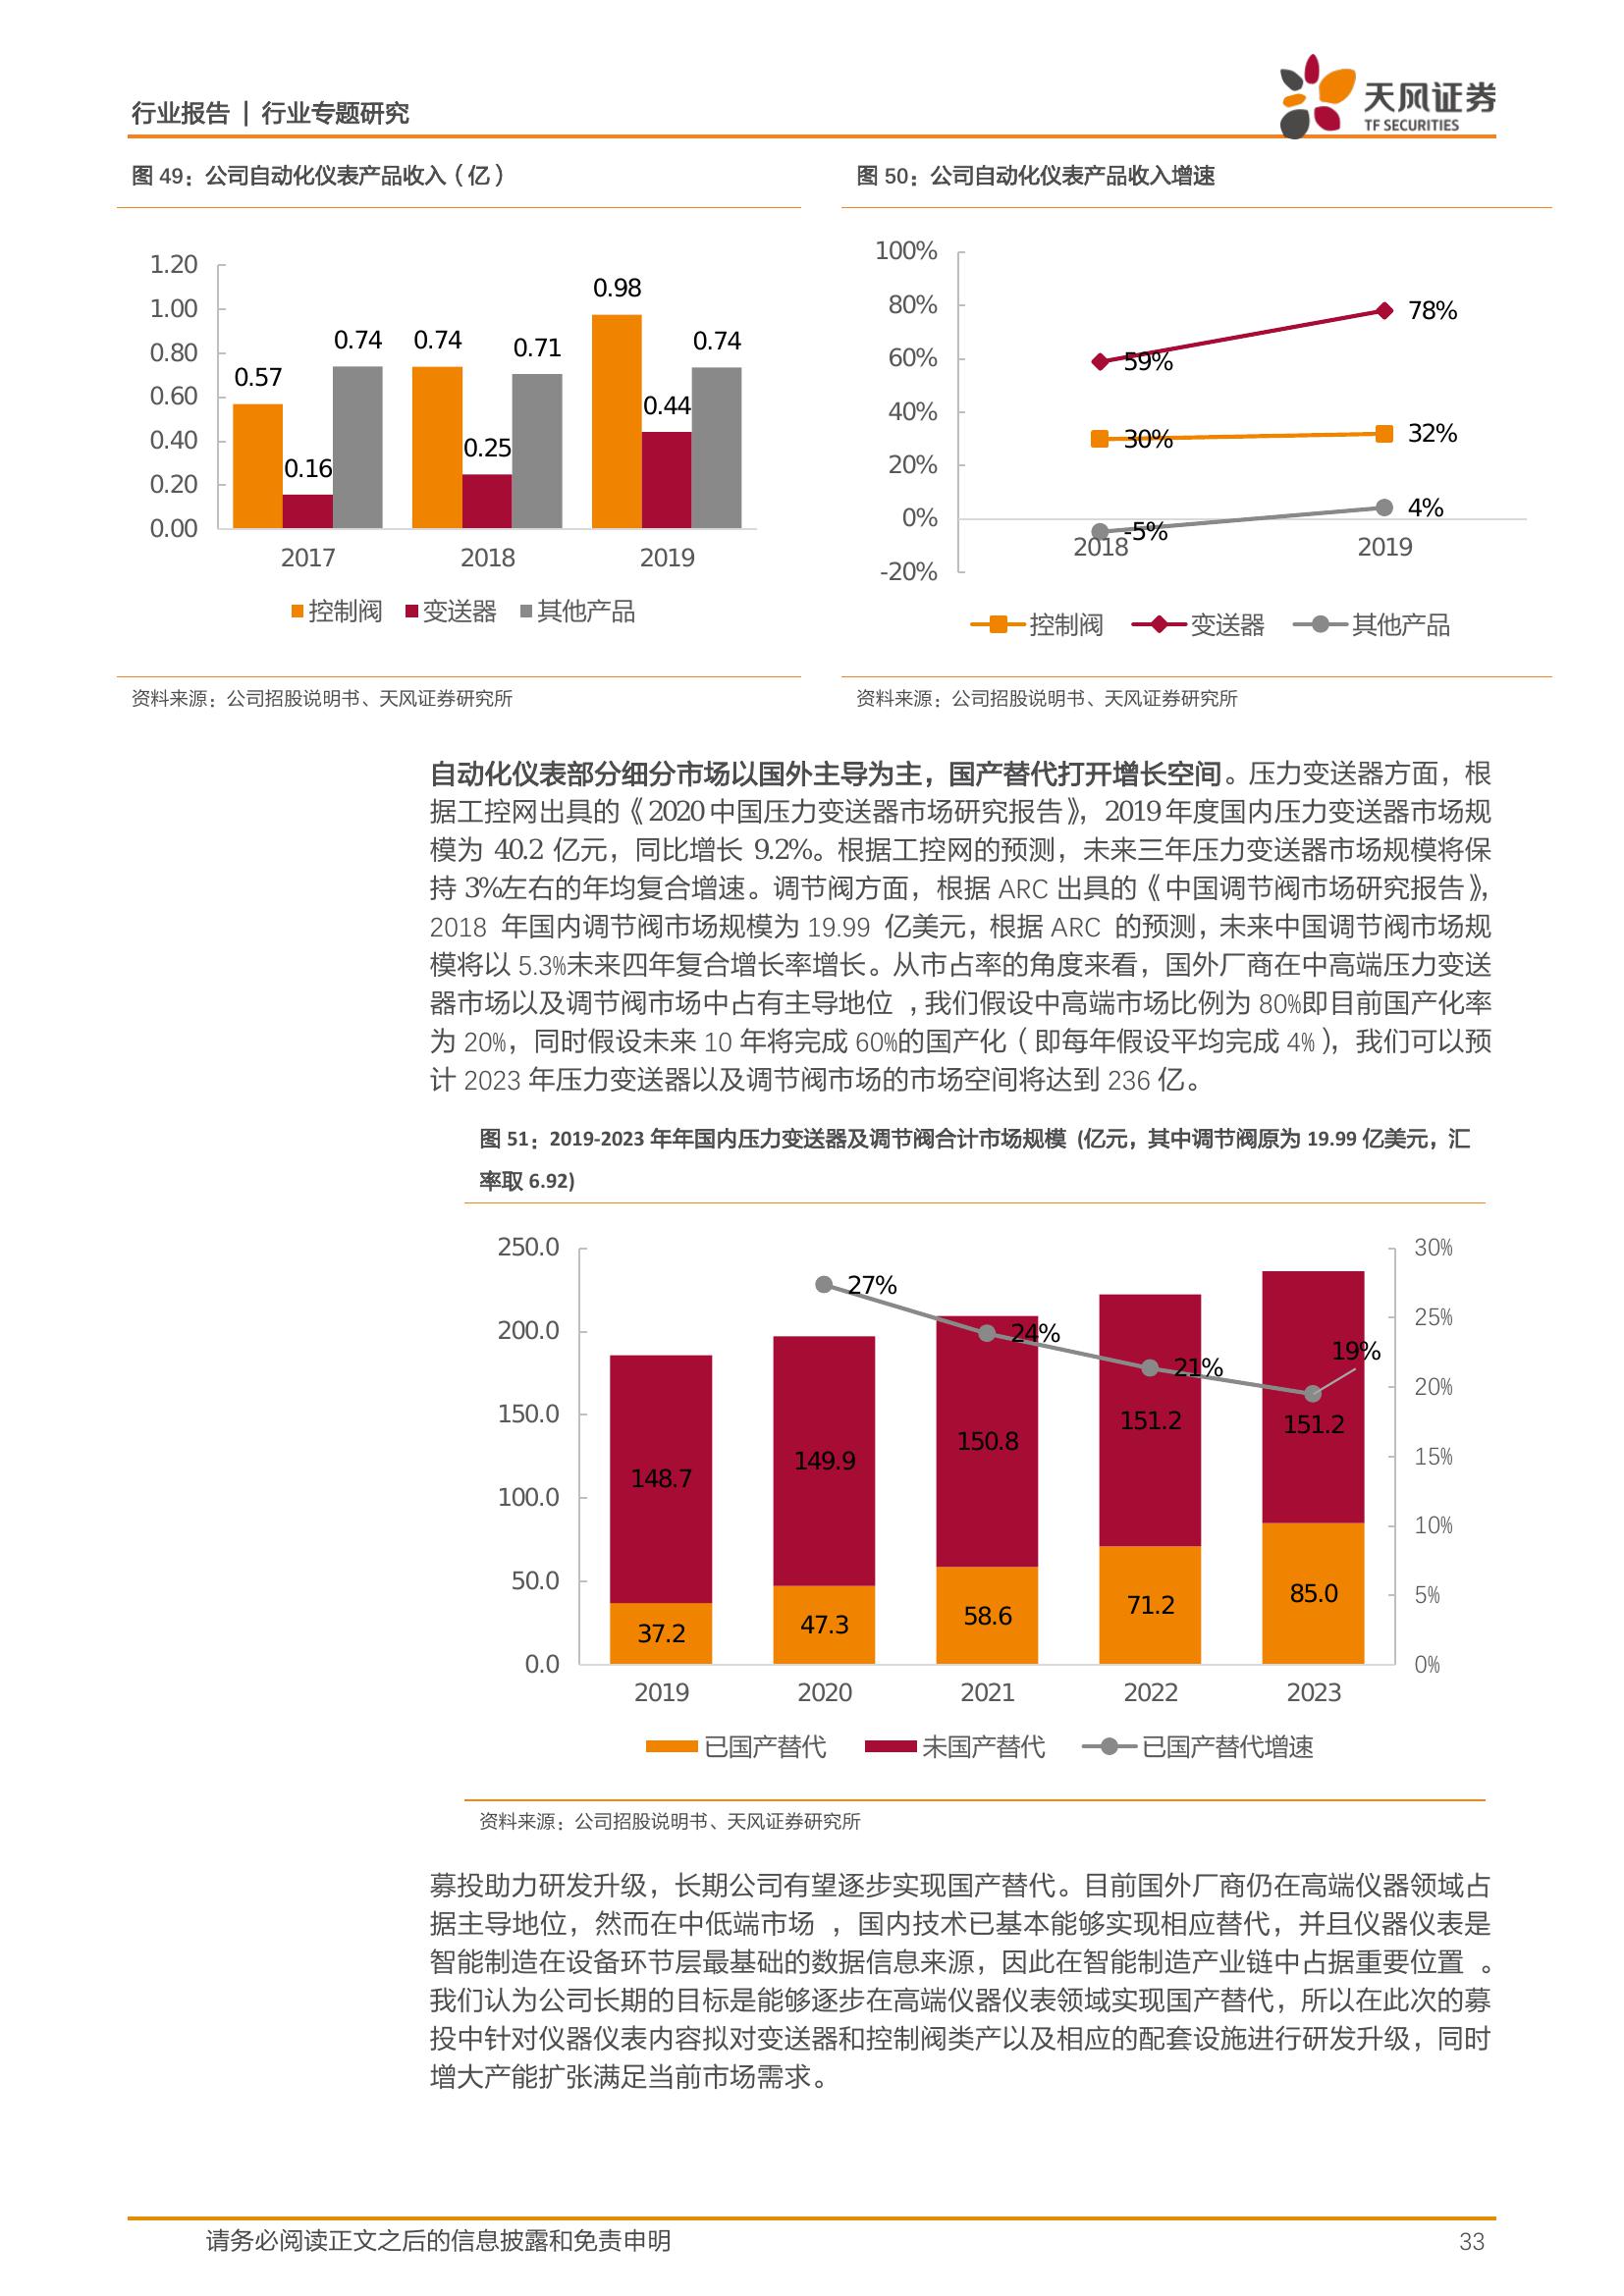 行业报告 | 行业专题研究
天风证券
TF SECURITIES
图 49：公司自动化仪表产品收入（亿）
1.20
1.00
0.80
0.60
0.40
0.20
0.00
0.57
0.16
0.74
0.74
0.25
0.71
0.98
0.44
0.74
2017
2018
2019
控制阀 变送器 其他产品
资料来源：公司招股说明书、天风证券研究所
图 50：公司自动化仪表产品收入增速
100%
80%
60%
40%
20%
0%
-20%
59%
78%
30%
32%
-5%
4%
2018
2019
控制阀 变送器 其他产品
资料来源：公司招股说明书、天风证券研究所
自动化仪表部分细分市场以国外主导为主，国产替代打开增长空间。压力变送器方面，根
据工控网出具的《2020中国压力变送器市场研究报告》，2019年度国内压力变送器市场规
模为 40.2 亿元，同比增长 9.2%。根据工控网的预测，未来三年压力变送器市场规模将保
持 3%左右的年均复合增速。调节阀方面，根据 ARC 出具的《中国调节阀市场研究报告》，
2018 年国内调节阀市场规模为 19.99 亿美元，根据 ARC 的预测，未来中国调节阀市场规
模将以 5.3%未来四年复合增长率增长。从市占率的角度来看，国外厂商在中高端压力变送
器市场以及调节阀市场中占有主导地位，我们假设中高端市场比例为 80%即目前国产化率
为 20%，同时假设未来 10 年将完成 60%的国产化（即每年假设平均完成 4%），我们可以预
计 2023 年压力变送器以及调节阀市场的市场空间将达到 236 亿。
图 51：2019-2023 年年国内压力变送器及调节阀合计市场规模 (亿元，其中调节阀原为 19.99 亿美元，汇
率取 6.92)
250.0
200.0
150.0
100.0
50.0
0.0
30%
25%
20%
15%
10%
5%
0%
27%
24%
21%
19%
148.7
149.9
150.8
151.2
151.2
37.2
47.3
58.6
71.2
85.0
2019
2020
2021
2022
2023
已国产替代 未国产替代 已国产替代增速
资料来源：公司招股说明书、天风证券研究所
募投助力研发升级，长期公司有望逐步实现国产替代。目前国外厂商仍在高端仪器领域占
据主导地位，然而在中低端市场，国内技术已基本能够实现相应替代，并且仪器仪表是
智能制造在设备环节层最基础的数据信息来源，因此在智能制造产业链中占据重要位置。
我们认为公司长期的目标是能够逐步在高端仪器仪表领域实现国产替代，所以在此次的募
投中针对仪器仪表内容拟对变送器和控制阀类产以及相应的配套设施进行研发升级，同时
增大产能扩张满足当前市场需求。
请务必阅读正文之后的信息披露和免责申明
33